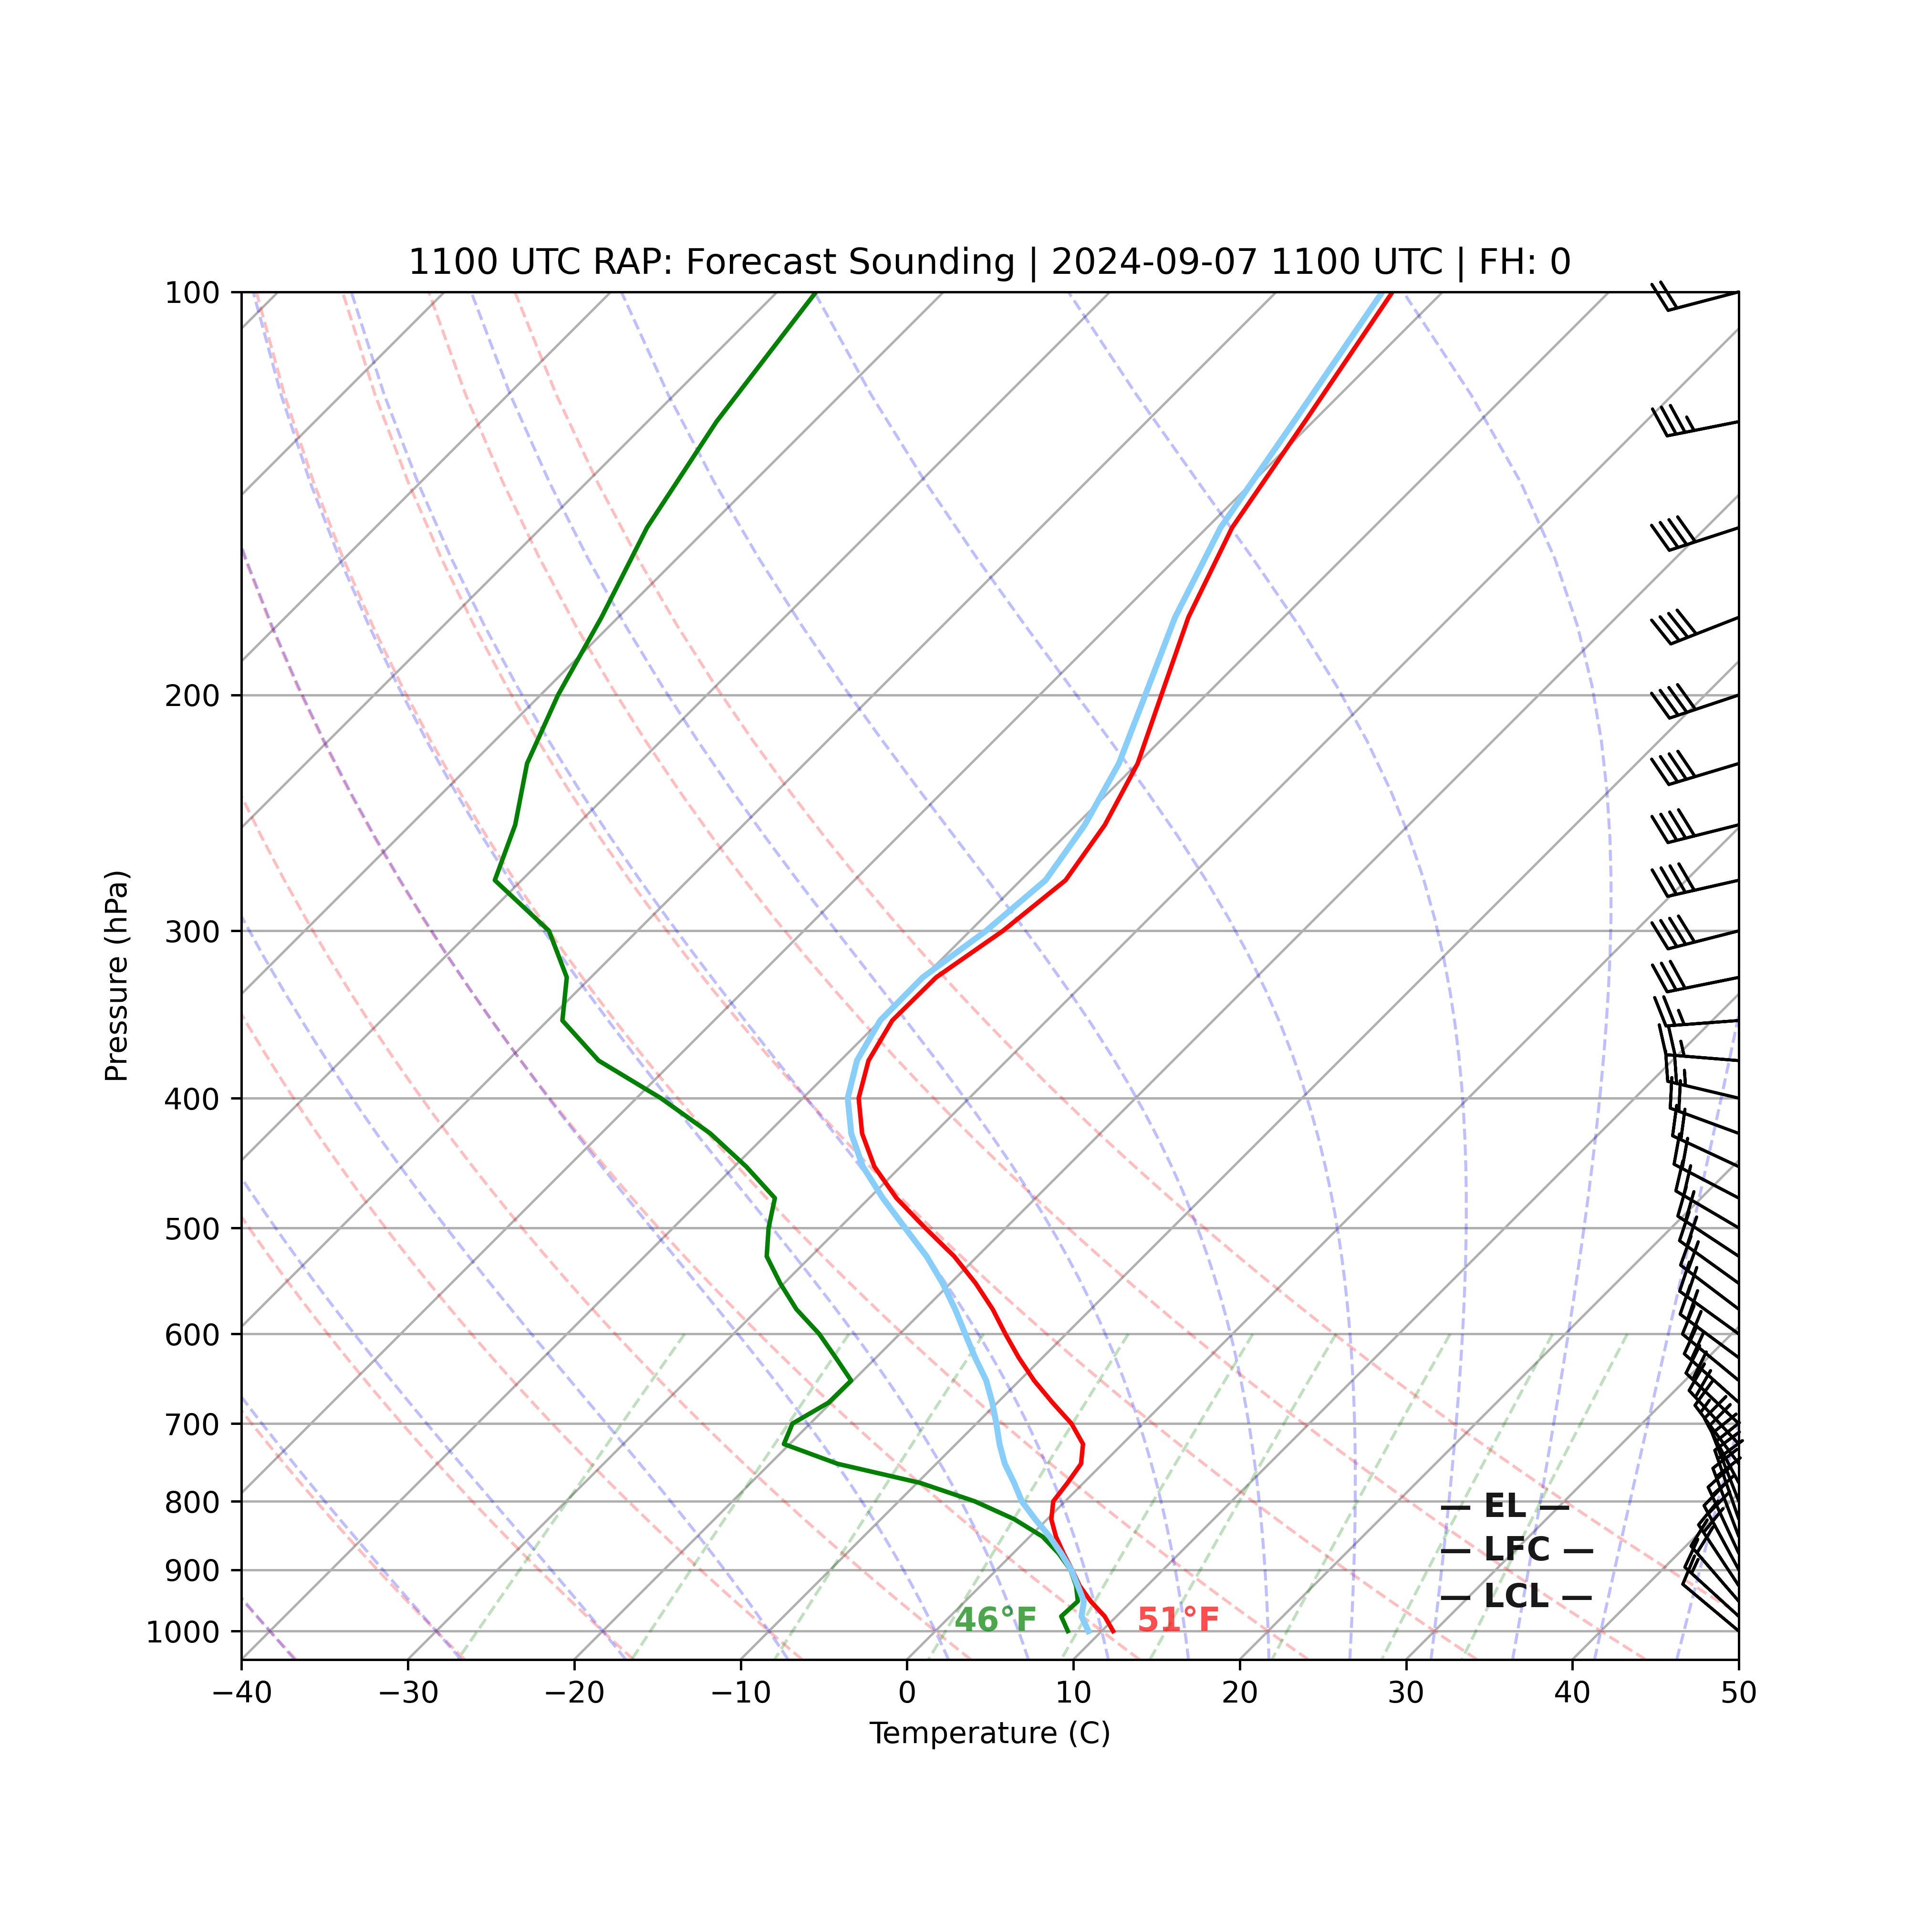 1100 UTC RAP: Forecast Sounding | 2024-09-07 1100 UTC | FH: 0
100
200
300
400
500
600
700
800
900
1000
Pressure (hPa)
— EL —
— LFC —
— LCL —
46°F 51°F
−40 −30 −20 −10 0 10 20 30 40 50
Temperature (C)